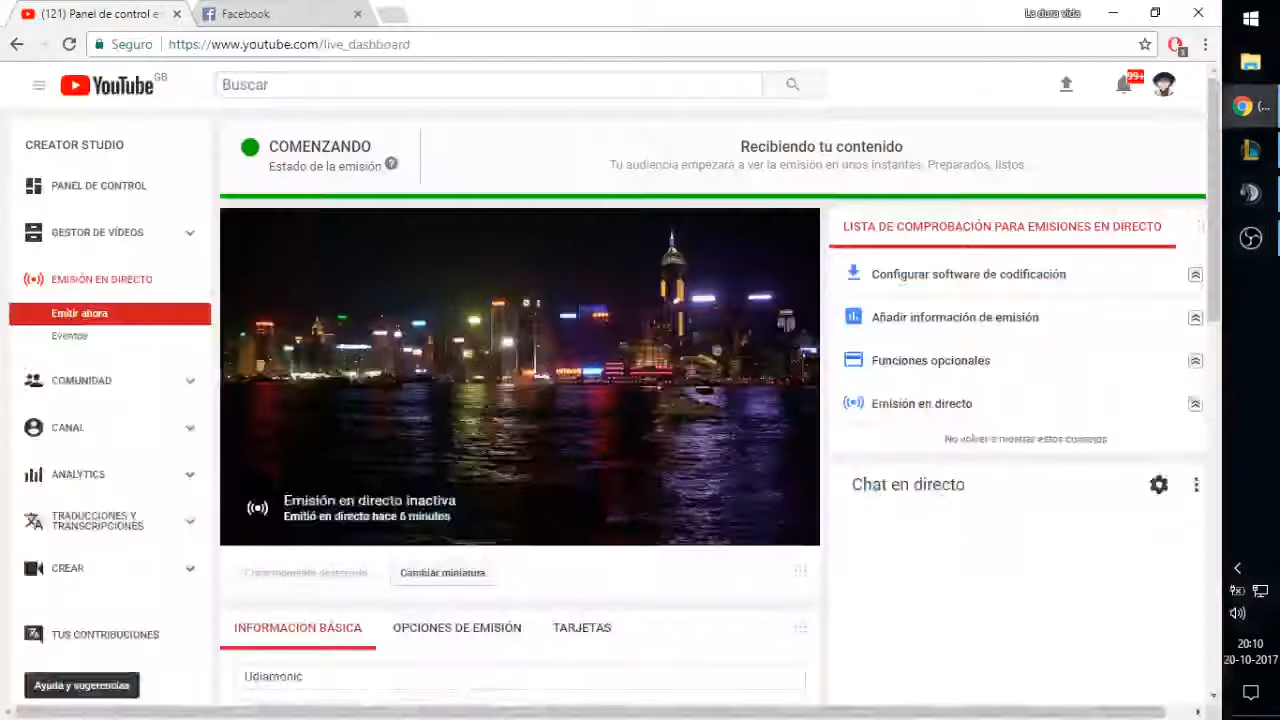 (121) Panel de control e
Facebook
La dura vida
Seguro
https://www.youtube.com/live_dashboard
YouTube GB
Buscar
99+
CREATOR STUDIO
PANEL DE CONTROL
GESTOR DE VÍDEOS
EMISIÓN EN DIRECTO
Emitir ahora
Eventos
COMUNIDAD
CANAL
ANALYTICS
TRADUCCIONES Y
TRANSCRIPCIONES
CREAR
TUS CONTRIBUCIONES
Ayuda y sugerencias
COMENZANDO
Estado de la emisión
Recibiendo tu contenido
Tu audiencia empezará a ver la emisión en unos instantes. Preparados, listos...
Emisión en directo inactiva
Emitió en directo hace 6 minutos
Cambiar miniatura
INFORMACIÓN BÁSICA
OPCIONES DE EMISIÓN
TARJETAS
Udiamonic
LISTA DE COMPROBACIÓN PARA EMISIONES EN DIRECTO
Configurar software de codificación
Añadir información de emisión
Funciones opcionales
Emisión en directo
No volver a mostrar estos consejos
Chat en directo
(...
20:10
20-10-2017